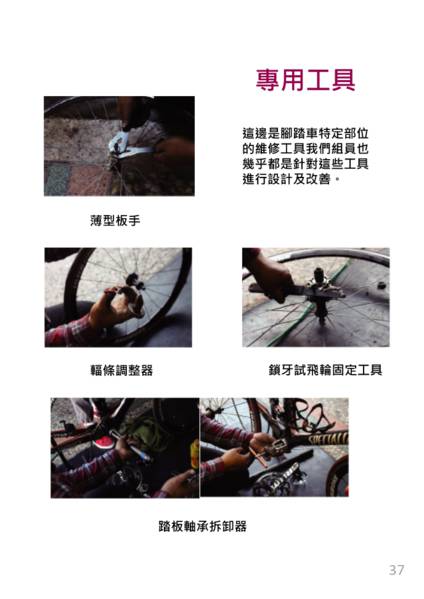 專用工具
這邊是腳踏車特定部位
的維修工具我們組員也
幾乎都是針對這些工具
進行設計及改善。
薄型板手
輻條調整器
鎖牙試飛輪固定工具
踏板軸承拆卸器
37